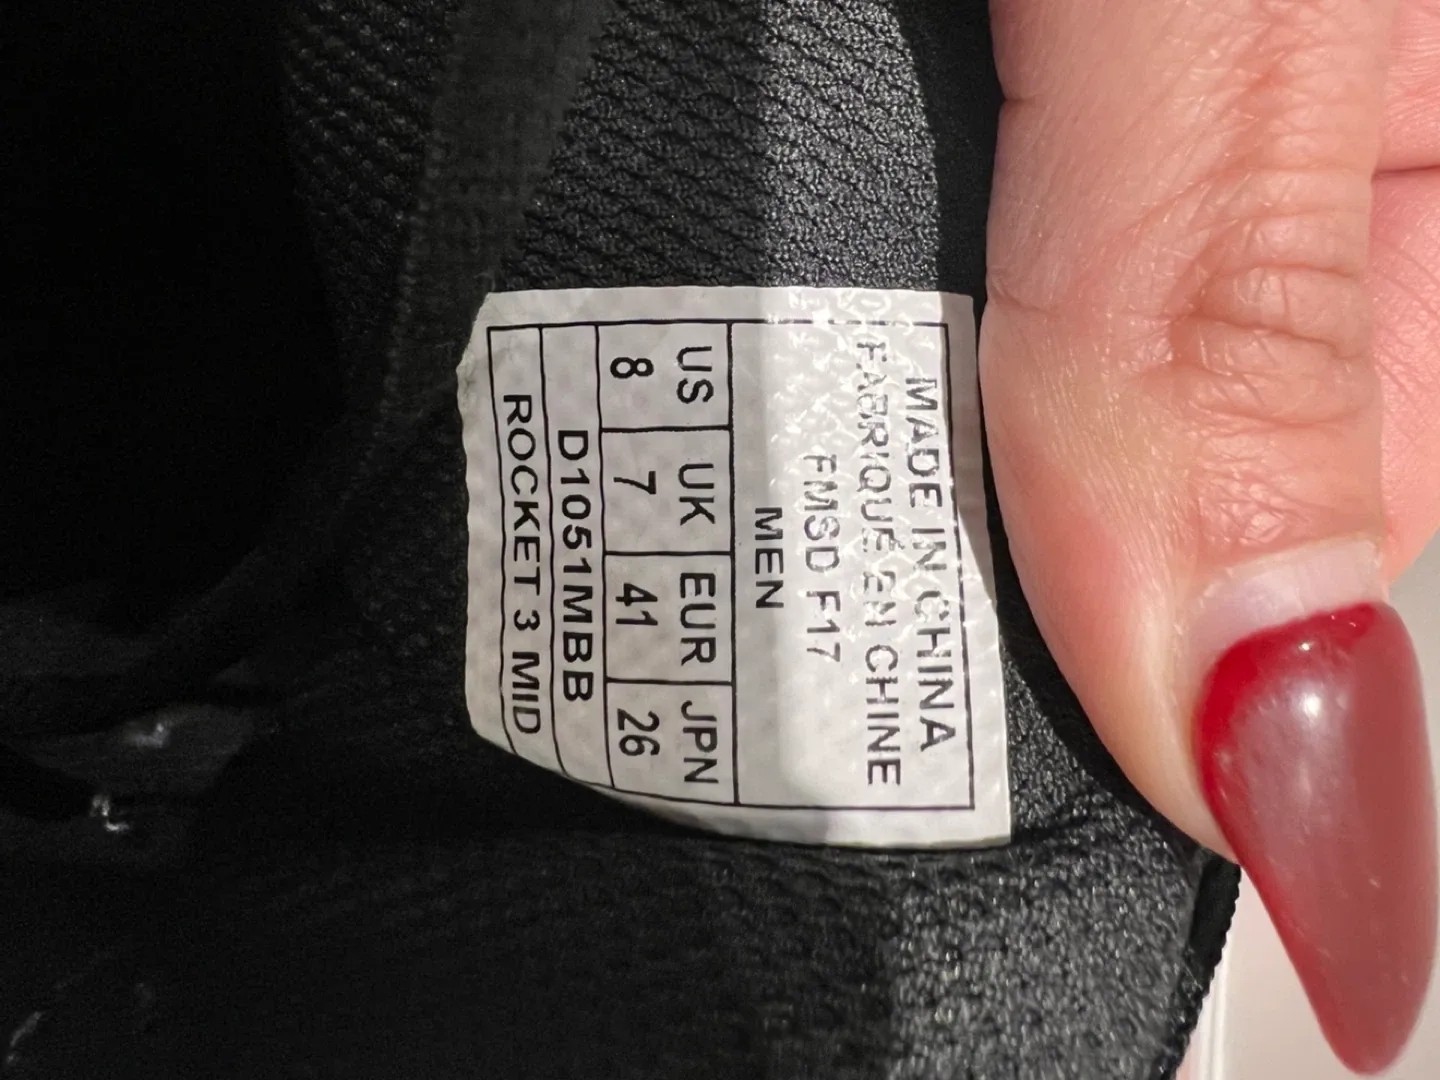 MADE IN CHINA
FABRIQUÉ EN CHINE
FMSD F17
MEN
US UK EUR JPN
8 7 41 26
D1051MBB
ROCKET 3 MID